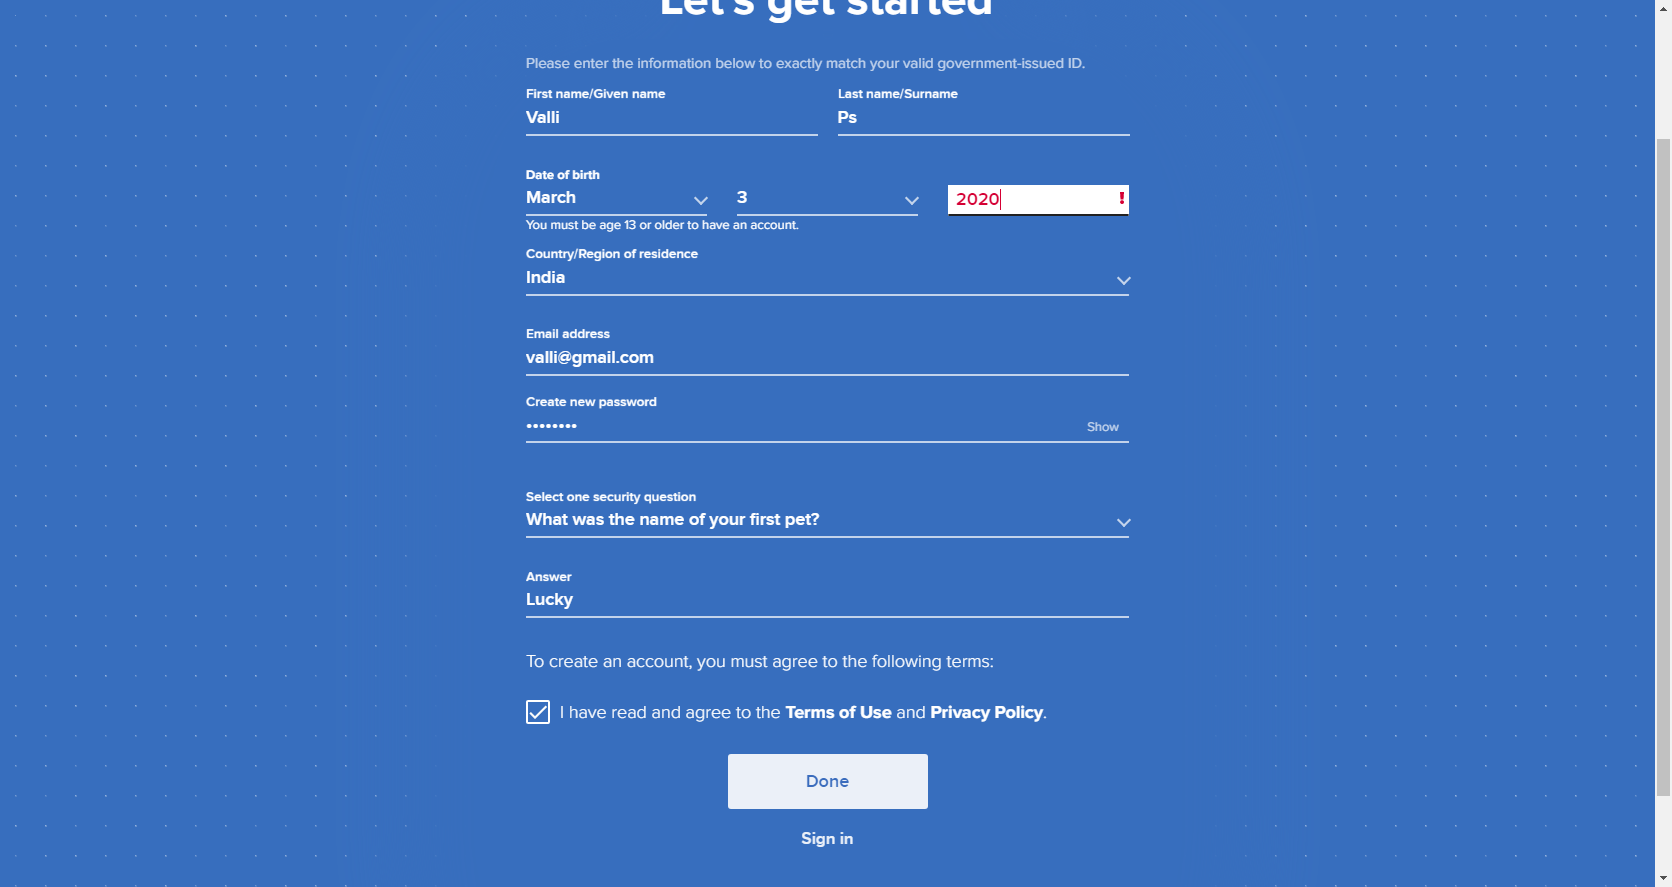 Let's get started
Please enter the information below to exactly match your valid government-issued ID.
First name/Given name Last name/Surname
Valli Ps
Date of birth
March 3 2020 !
You must be age 13 or older to have an account.
Country/Region of residence
India
Email address
valli@gmail.com
Create new password
•••••••• Show
Select one security question
What was the name of your first pet?
Answer
Lucky
To create an account, you must agree to the following terms:
I have read and agree to the Terms of Use and Privacy Policy.
Done
Sign in